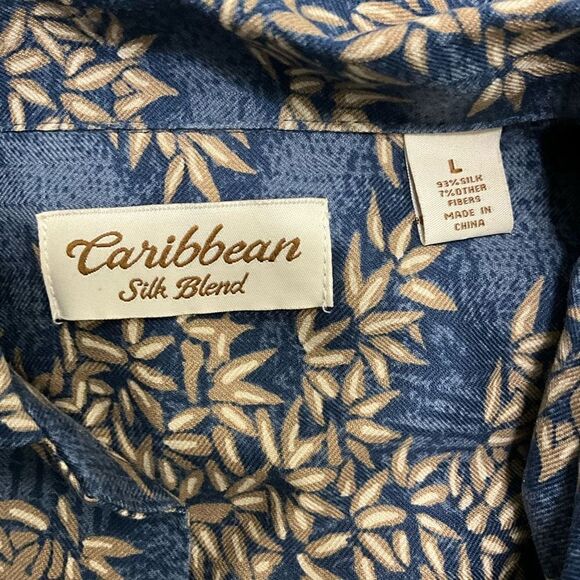 Caribbean
Silk Blend
L
93%SILK
7%OTHER
FIBERS
MADE IN
CHINA